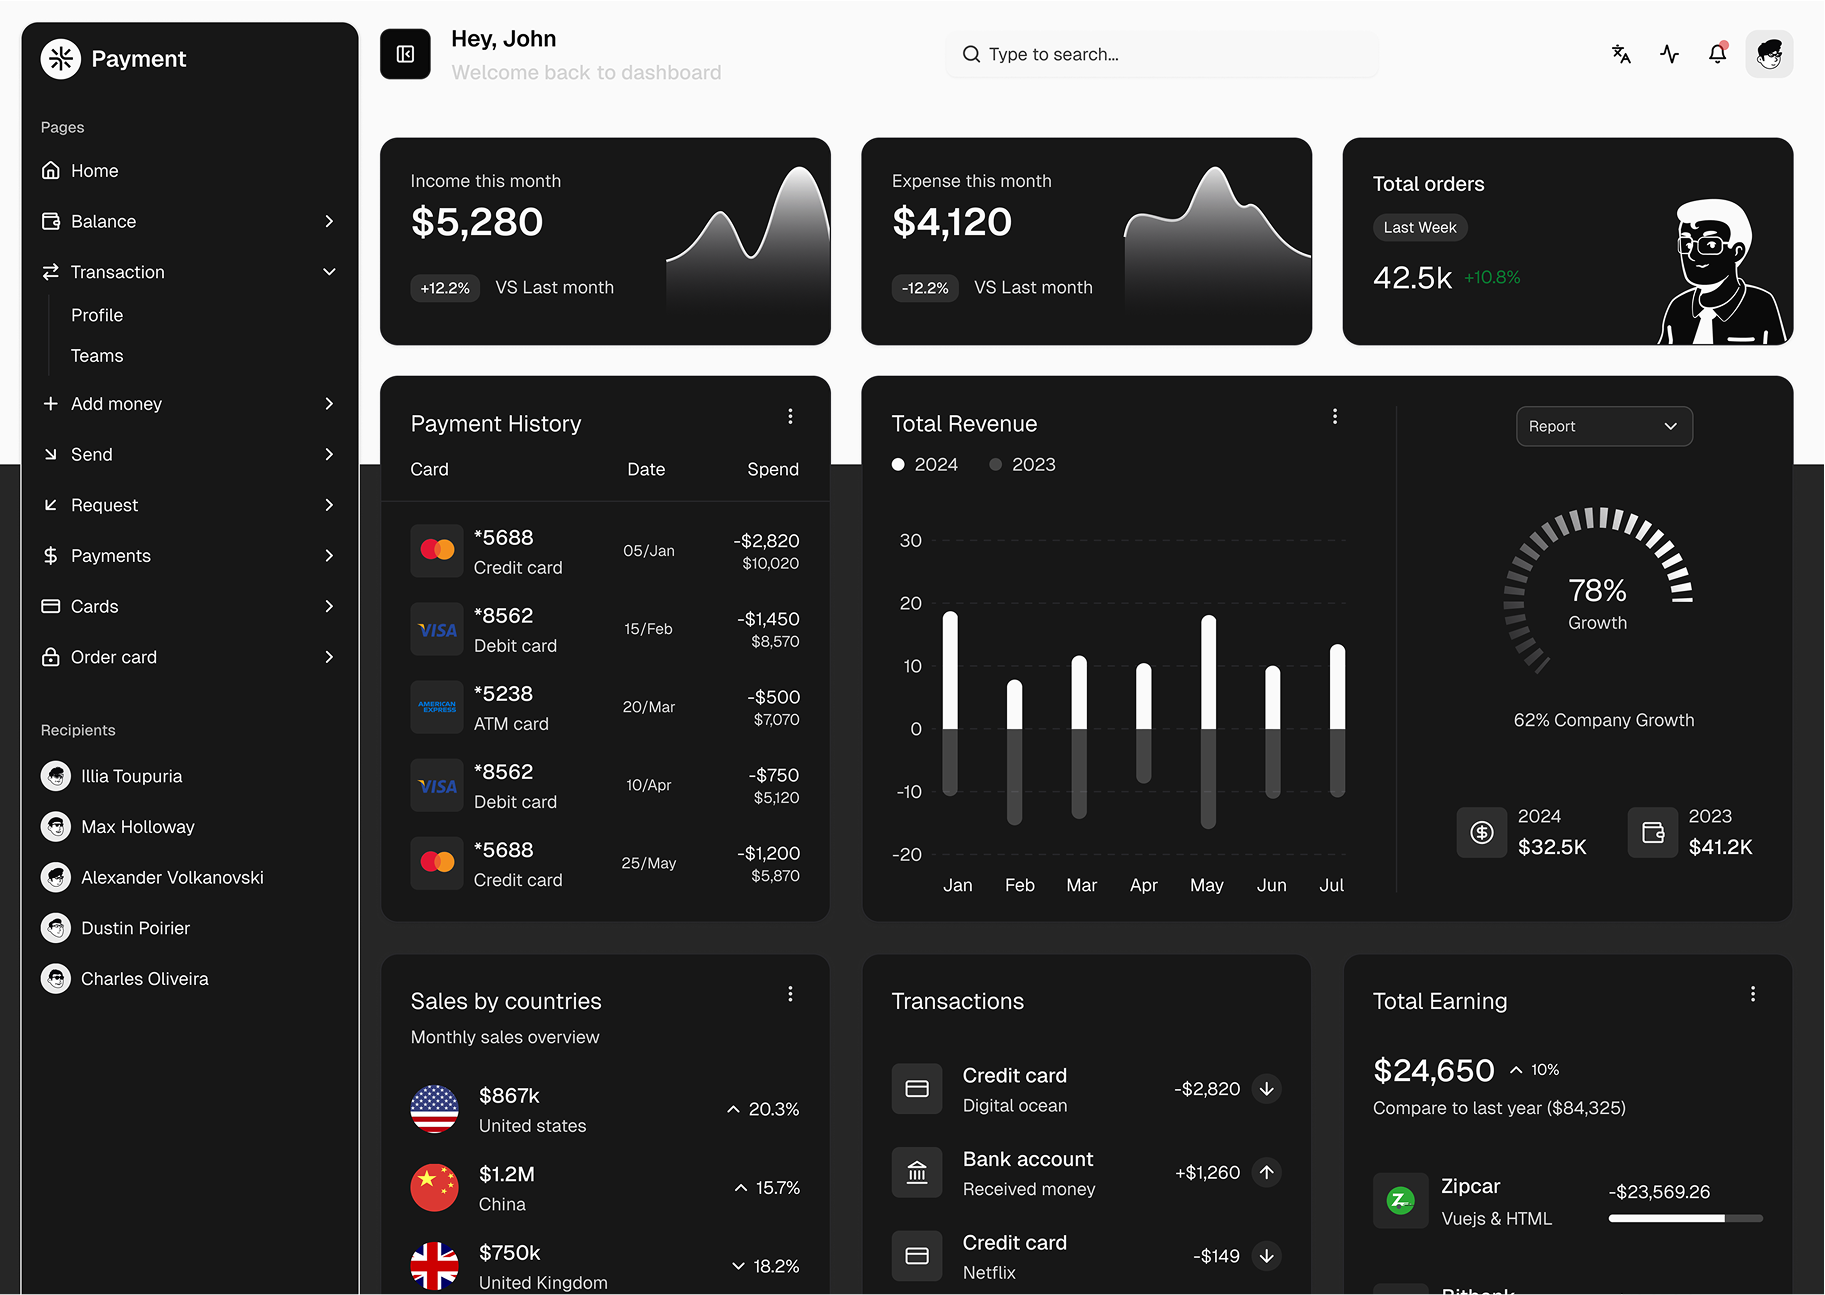 Payment
Pages
Home
Balance
Transaction
Profile
Teams
Add money
Send
Request
Payments
Cards
Order card
Recipients
Illia Toupuria
Max Holloway
Alexander Volkanovski
Dustin Poirier
Charles Oliveira
Hey, John
Welcome back to dashboard
Type to search...
Income this month
$5,280
+12.2% VS Last month
Expense this month
$4,120
-12.2% VS Last month
Total orders
Last Week
42.5k +10.8%
Payment History
Card Date Spend
*5688 05/Jan -$2,820
Credit card $10,020
VISA *8562 15/Feb -$1,450
Debit card $8,570
AMERICAN EXPRESS *5238 20/Mar -$500
ATM card $7,070
VISA *8562 10/Apr -$750
Debit card $5,120
*5688 25/May -$1,200
Credit card $5,870
Total Revenue
2024 2023
30
20
10
0
-10
-20
Jan Feb Mar Apr May Jun Jul
Report
78%
Growth
62% Company Growth
2024
$32.5K
2023
$41.2K
Sales by countries
Monthly sales overview
$867k
United states
20.3%
$1.2M
China
15.7%
$750k
United Kingdom
18.2%
Transactions
Credit card
Digital ocean
-$2,820
Bank account
Received money
+$1,260
Credit card
Netflix
-$149
Total Earning
$24,650 10%
Compare to last year ($84,325)
Z
Zipcar
Vuejs & HTML
-$23,569.26